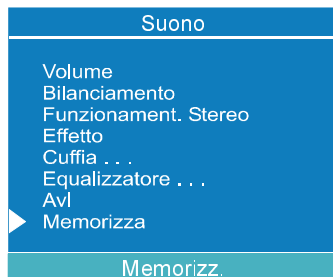 Suono
Volume
Bilanciamento
Funzionament. Stereo
Effetto
Cuffia . . .
Equalizzatore . . .
Avl
Memorizza
Memorizz.